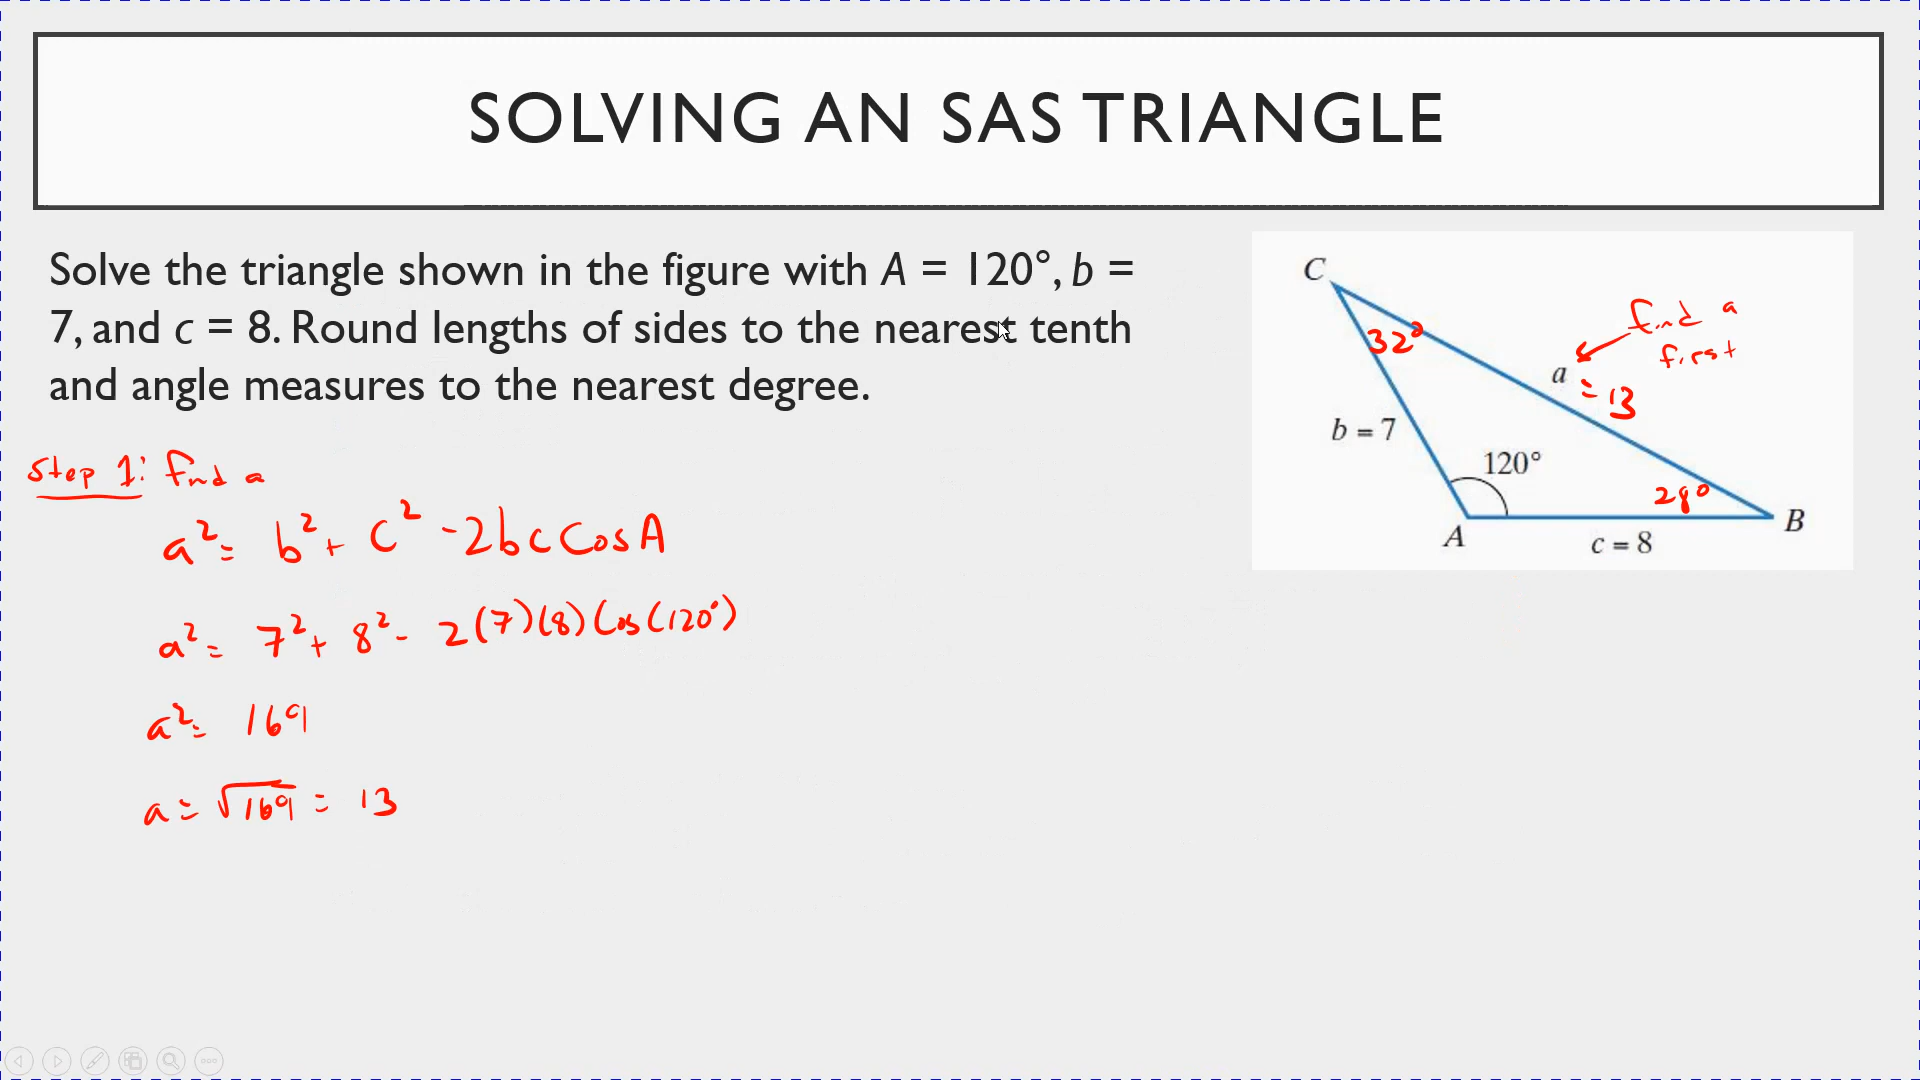 SOLVING AN SAS TRIANGLE
Solve the triangle shown in the figure with A = 120°, b =
7, and c = 8. Round lengths of sides to the nearest tenth
and angle measures to the nearest degree.
Step 1: find a
a² = b² + c² - 2bc Cos A
a² = 7² + 8² - 2(7)(8) Cos(120°)
a² = 169
a = √169 = 13
C
32°
find a
first
a
= 13
b = 7
120°
28°
A
B
c = 8